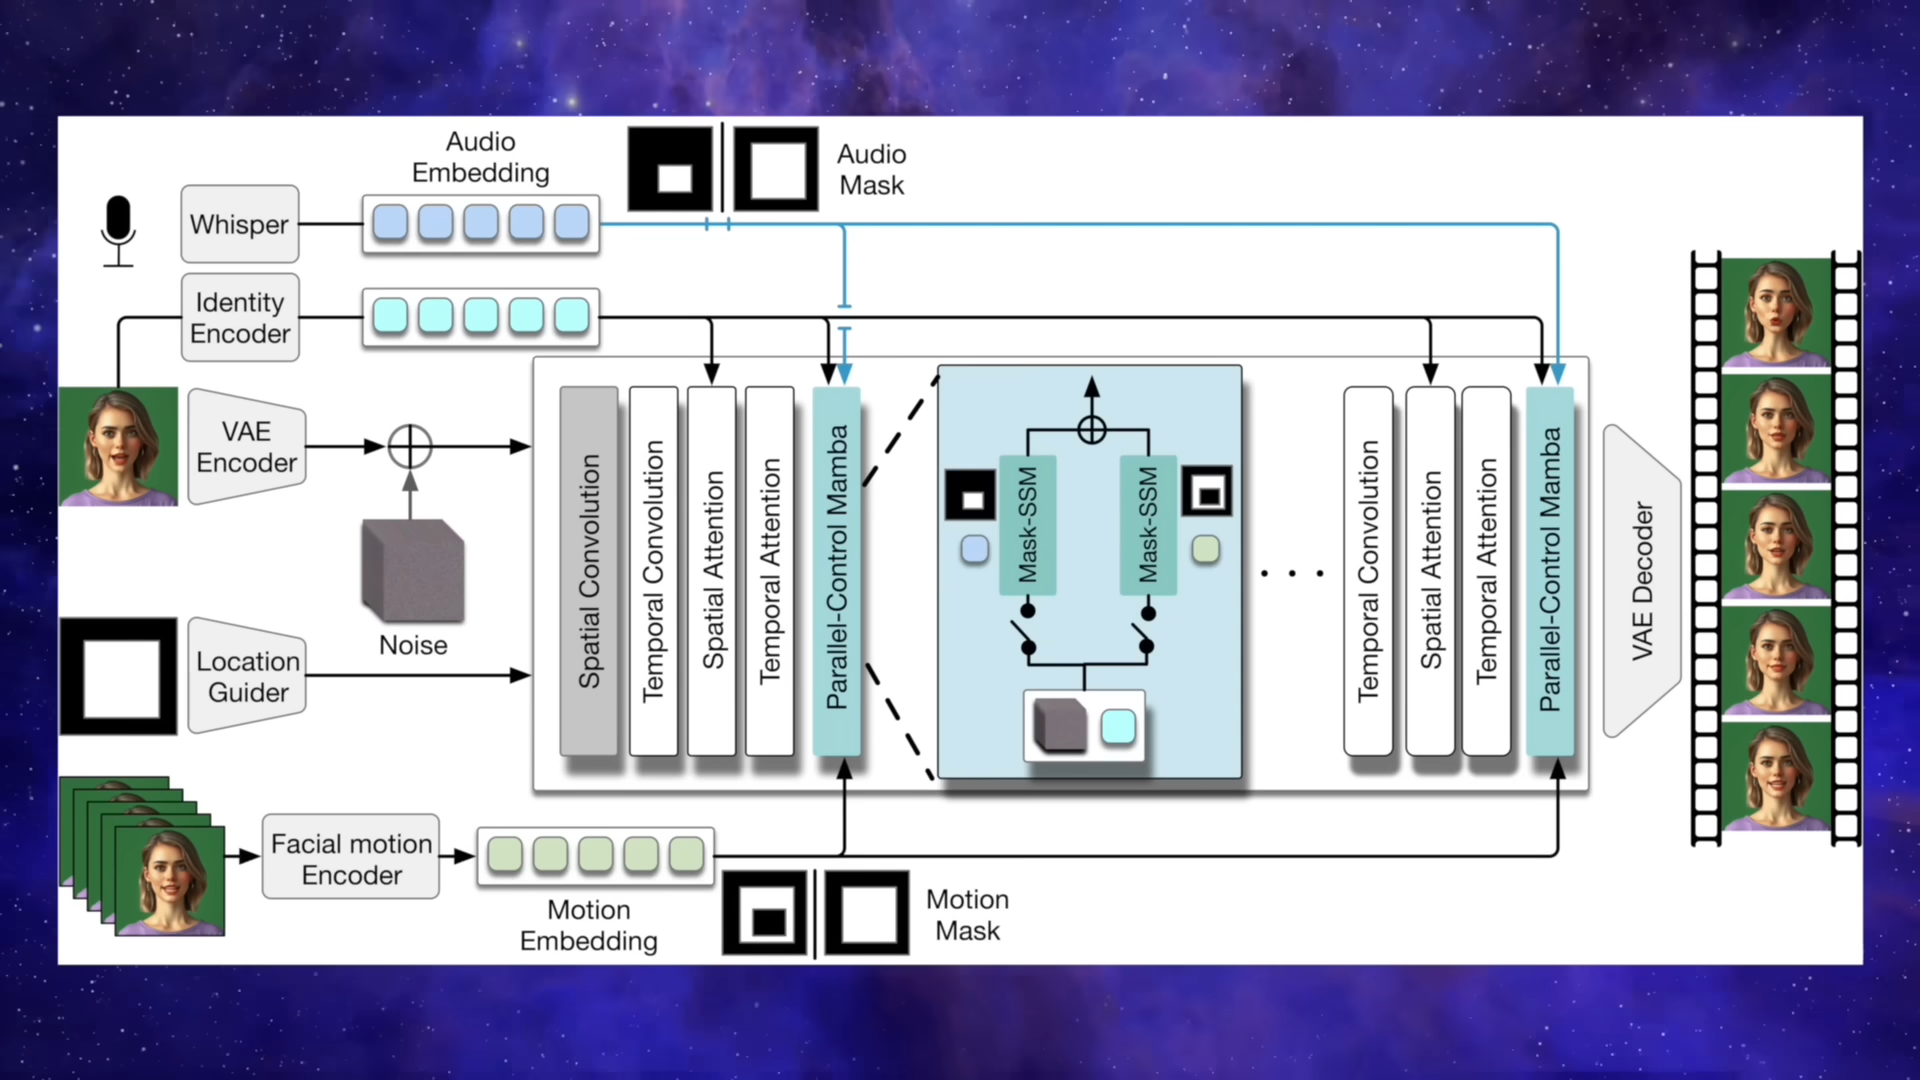 Audio
Embedding
Audio
Mask
Whisper
Identity
Encoder
VAE
Encoder
Noise
Location
Guider
Spatial Convolution
Temporal Convolution
Spatial Attention
Temporal Attention
Parallel-Control Mamba
Mask-SSM
Mask-SSM
. . .
Temporal Convolution
Spatial Attention
Temporal Attention
Parallel-Control Mamba
VAE Decoder
Facial motion
Encoder
Motion
Embedding
Motion
Mask